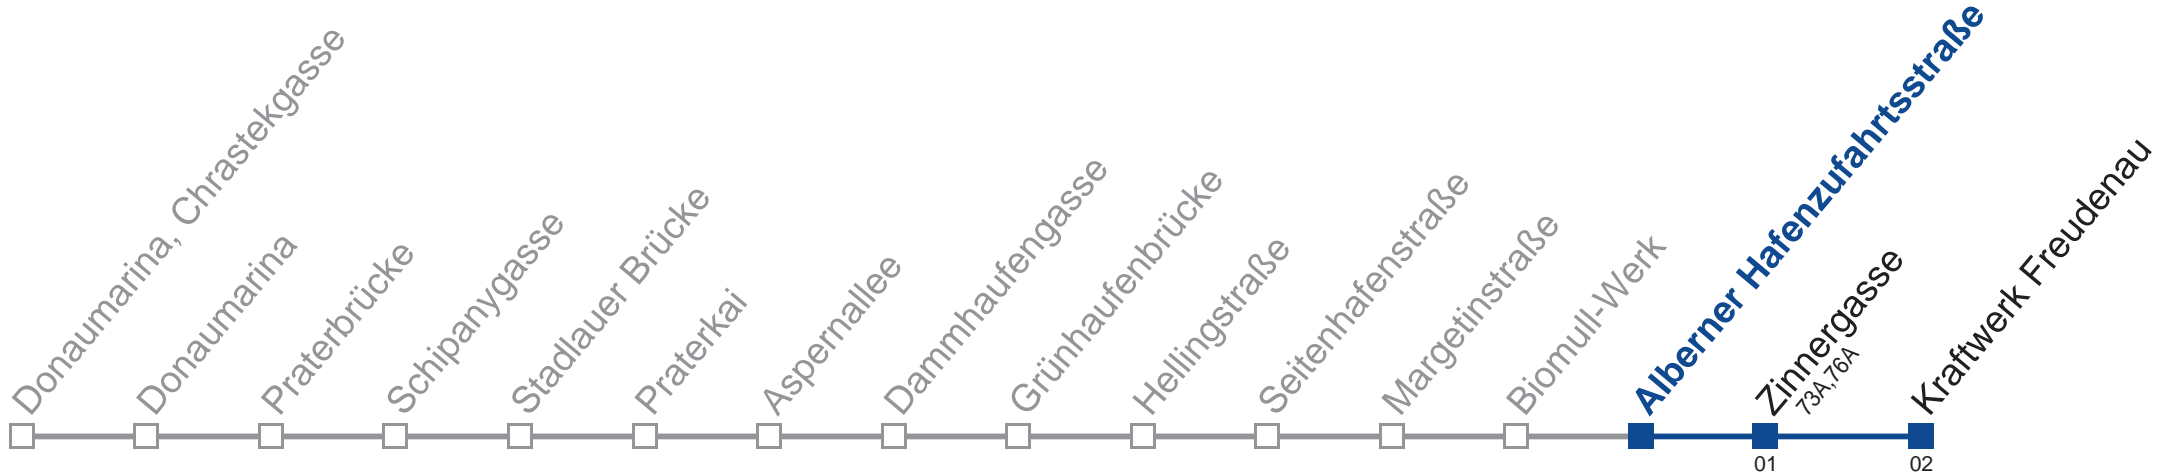 Donaumarina, Chrastekgasse
Donaumarina
Praterbrücke
Schipanygasse
Stadlauer Brücke
Praterkai
Aspernallee
Dammhaufengasse
Grünhaufenbrücke
Hellingstraße
Seitenhafenstraße
Margetinstraße
Biomull-Werk
Alberner Hafenzufahrtsstraße
Zinnergasse
73A,76A
Kraftwerk Freudenau
01
02